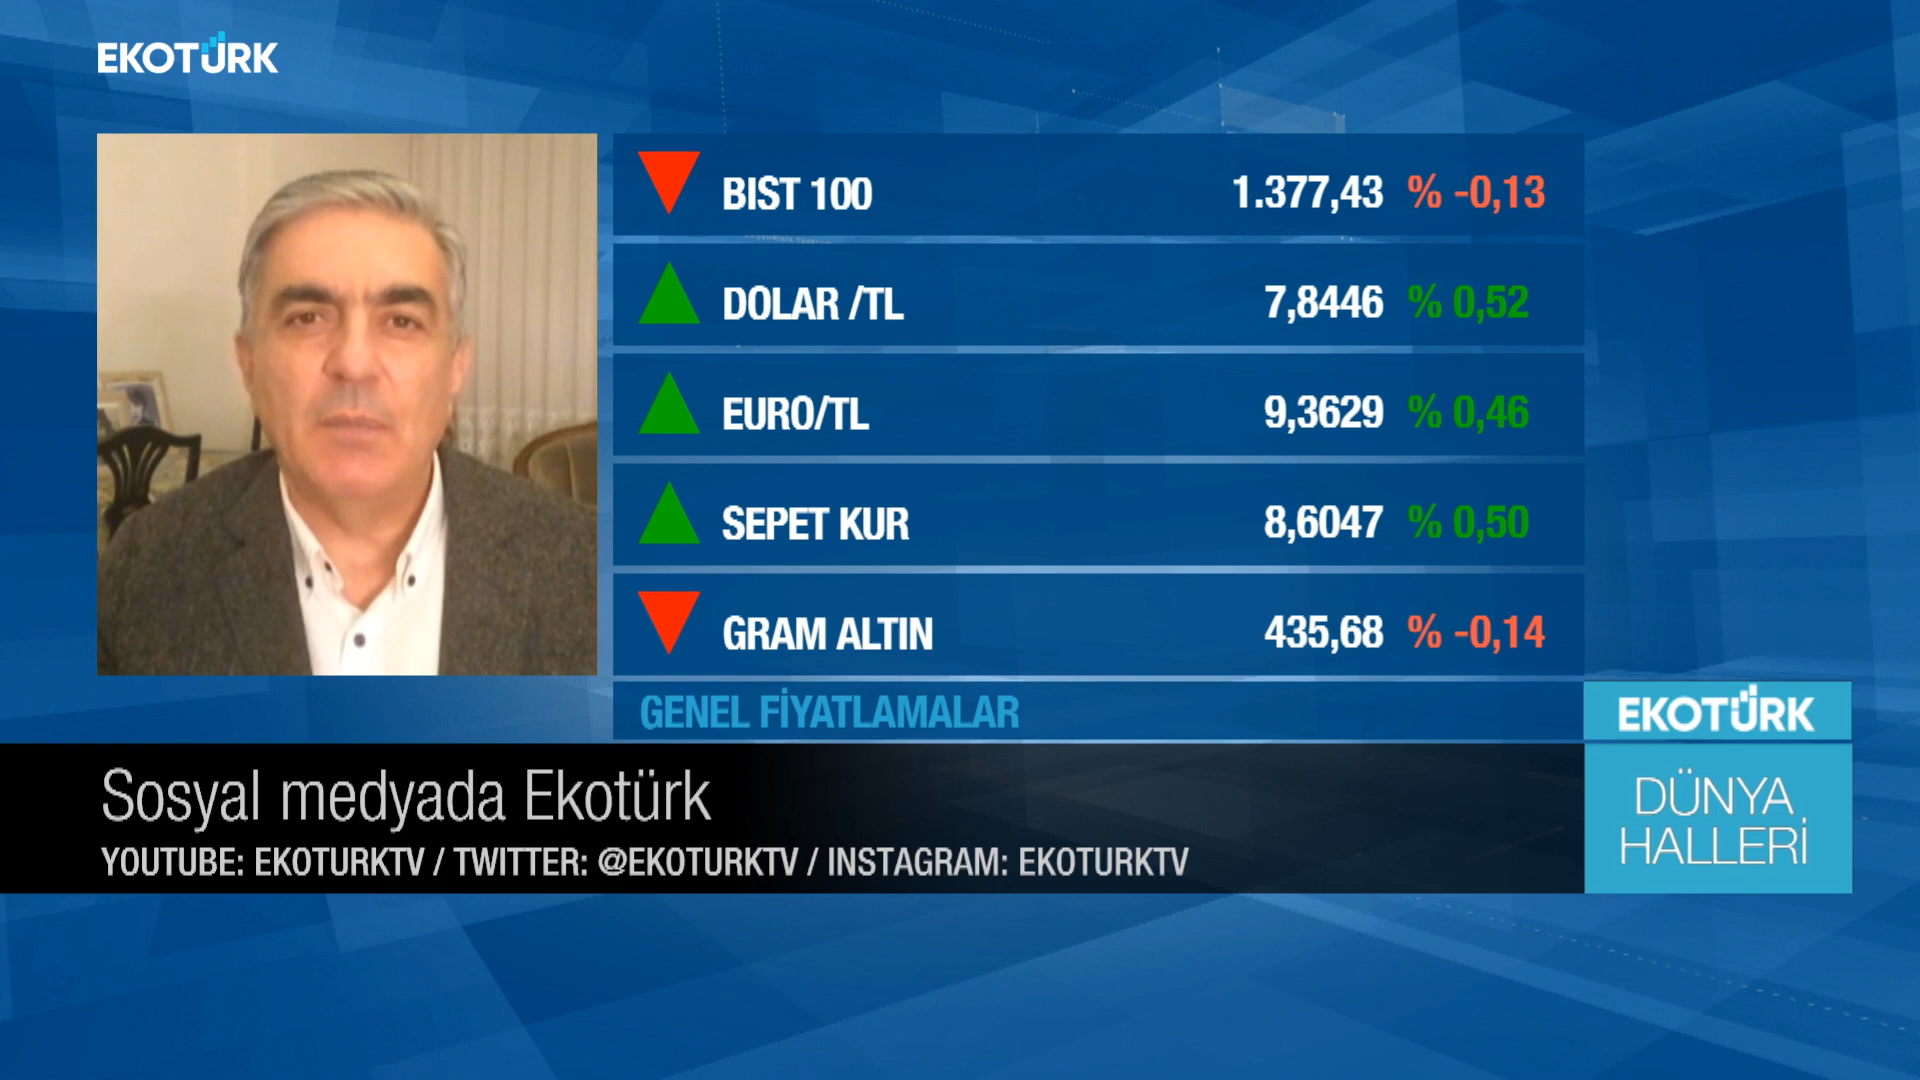 EKOTÜRK
BIST 100 1.377,43 % -0,13
DOLAR /TL 7,8446 % 0,52
EURO/TL 9,3629 % 0,46
SEPET KUR 8,6047 % 0,50
GRAM ALTIN 435,68 % -0,14
GENEL FİYATLAMALAR
EKOTÜRK
Sosyal medyada Ekotürk
YOUTUBE: EKOTURKTV / TWITTER: @EKOTURKTV / INSTAGRAM: EKOTURKTV
DÜNYA
HALLERİ